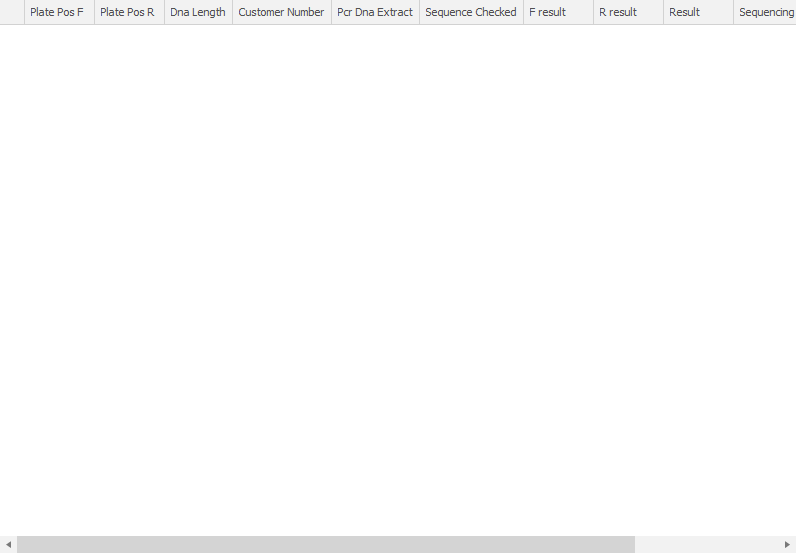 Plate Pos F Plate Pos R Dna Length Customer Number Pcr Dna Extract Sequence Checked F result R result Result Sequencing